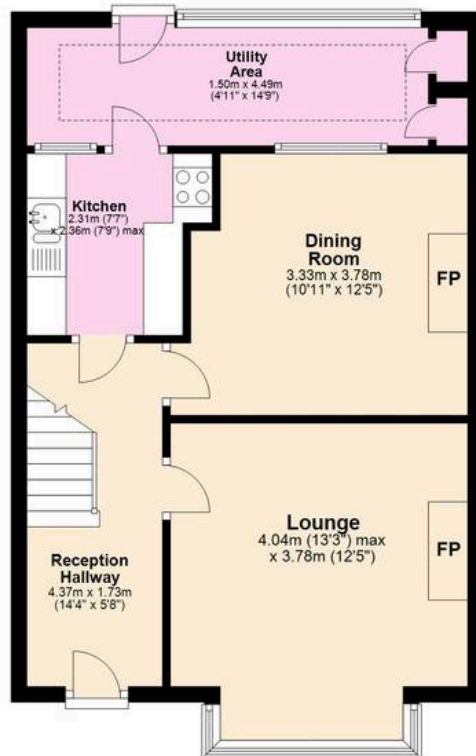 Utility
Area
1.50m x 4.49m
(4'11" x 14'9")
Kitchen
2.31m (7'7")
x 2.36m (7'9") max
Dining
Room
3.33m x 3.78m
(10'11" x 12'5")
FP
Lounge
4.04m (13'3") max
x 3.78m (12'5")
FP
Reception
Hallway
4.37m x 1.73m
(14'4" x 5'8")